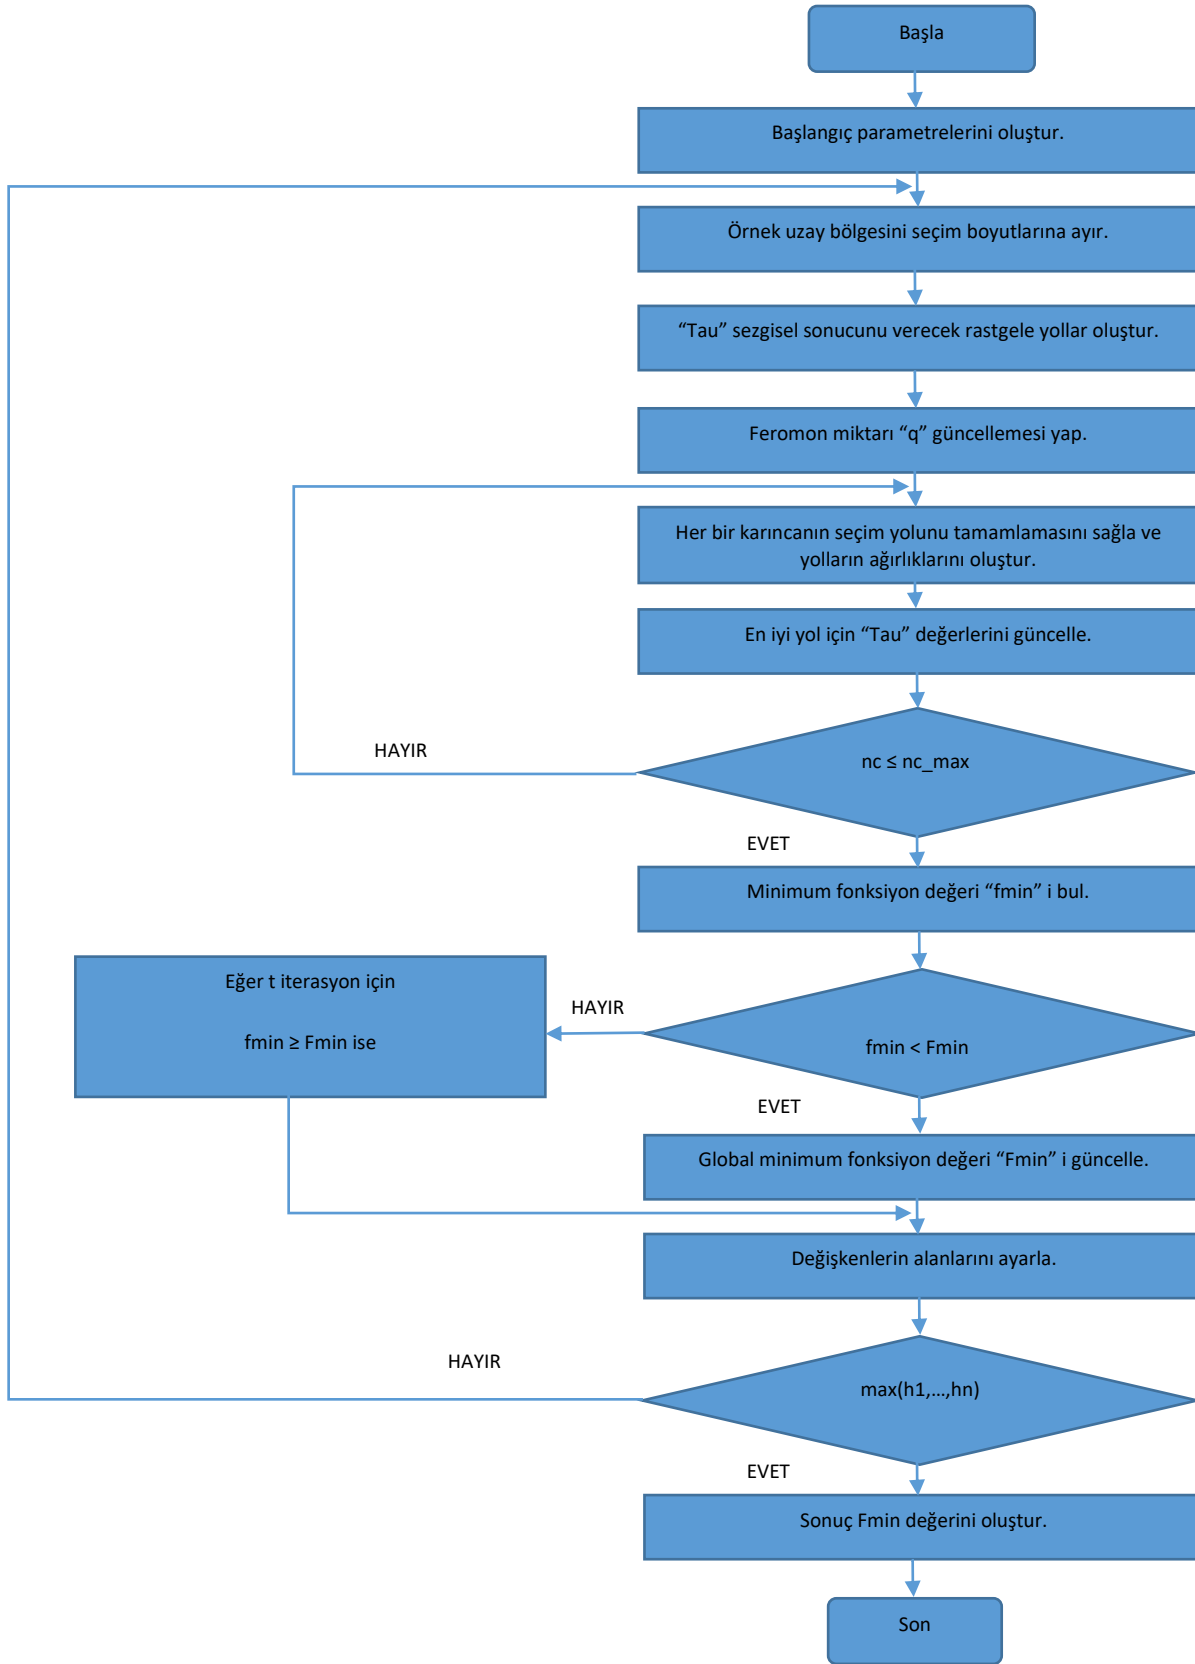 Başla
Başlangıç parametrelerini oluştur.
Örnek uzay bölgesini seçim boyutlarına ayır.
“Tau” sezgisel sonucunu verecek rastgele yollar oluştur.
Feromon miktarı “q” güncellemesi yap.
Her bir karıncanın seçim yolunu tamamlamasını sağla ve
yolların ağırlıklarını oluştur.
En iyi yol için “Tau” değerlerini güncelle.
HAYIR
nc ≤ nc_max
EVET
Minimum fonksiyon değeri “fmin” i bul.
Eğer t iterasyon için
fmin ≥ Fmin ise
HAYIR
fmin < Fmin
EVET
Global minimum fonksiyon değeri “Fmin” i güncelle.
Değişkenlerin alanlarını ayarla.
HAYIR
max(h1,...,hn)
EVET
Sonuç Fmin değerini oluştur.
Son